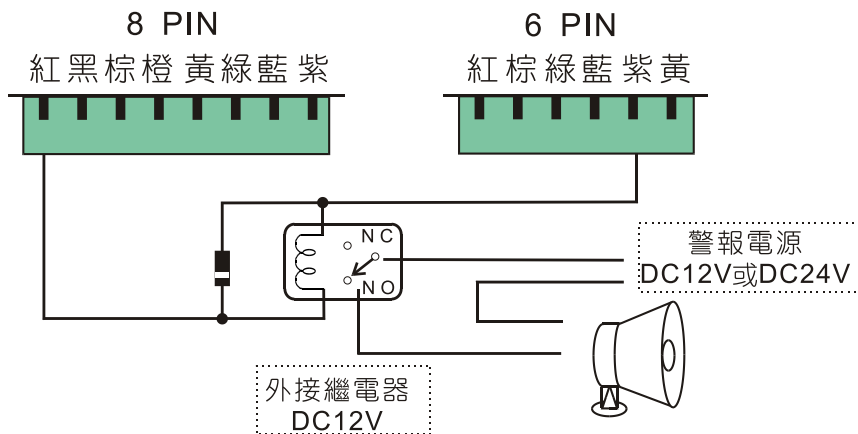 8 PIN
6 PIN
紅黑棕橙黃綠藍紫
紅棕綠藍紫黃
NC
NO
警報電源
DC12V或DC24V
外接繼電器
DC12V